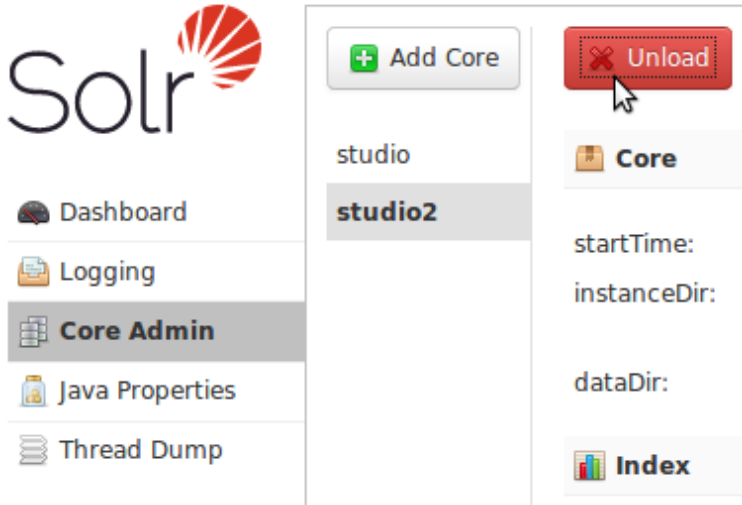 Solr
Dashboard
Logging
Core Admin
Java Properties
Thread Dump
Add Core
studio
studio2
Unload
Core
startTime:
instanceDir:
dataDir:
Index